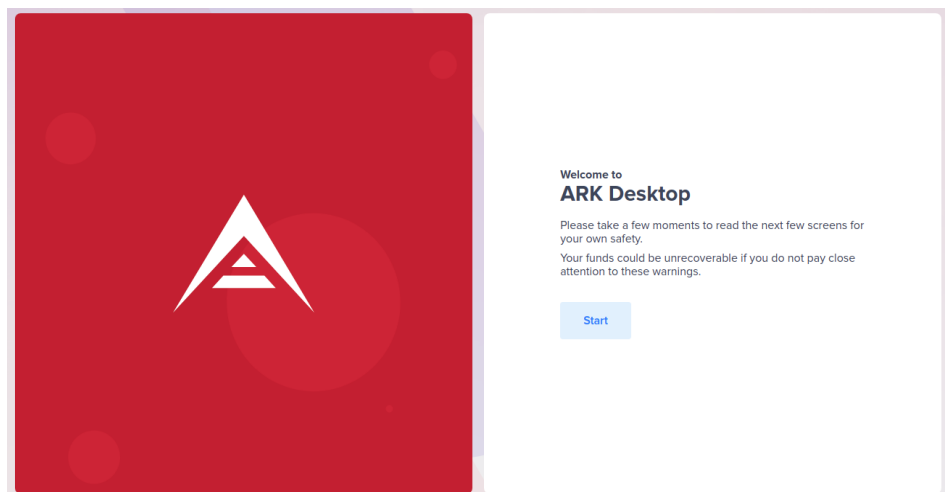 Welcome to
ARK Desktop
Please take a few moments to read the next few screens for
your own safety.
Your funds could be unrecoverable if you do not pay close
attention to these warnings.
Start